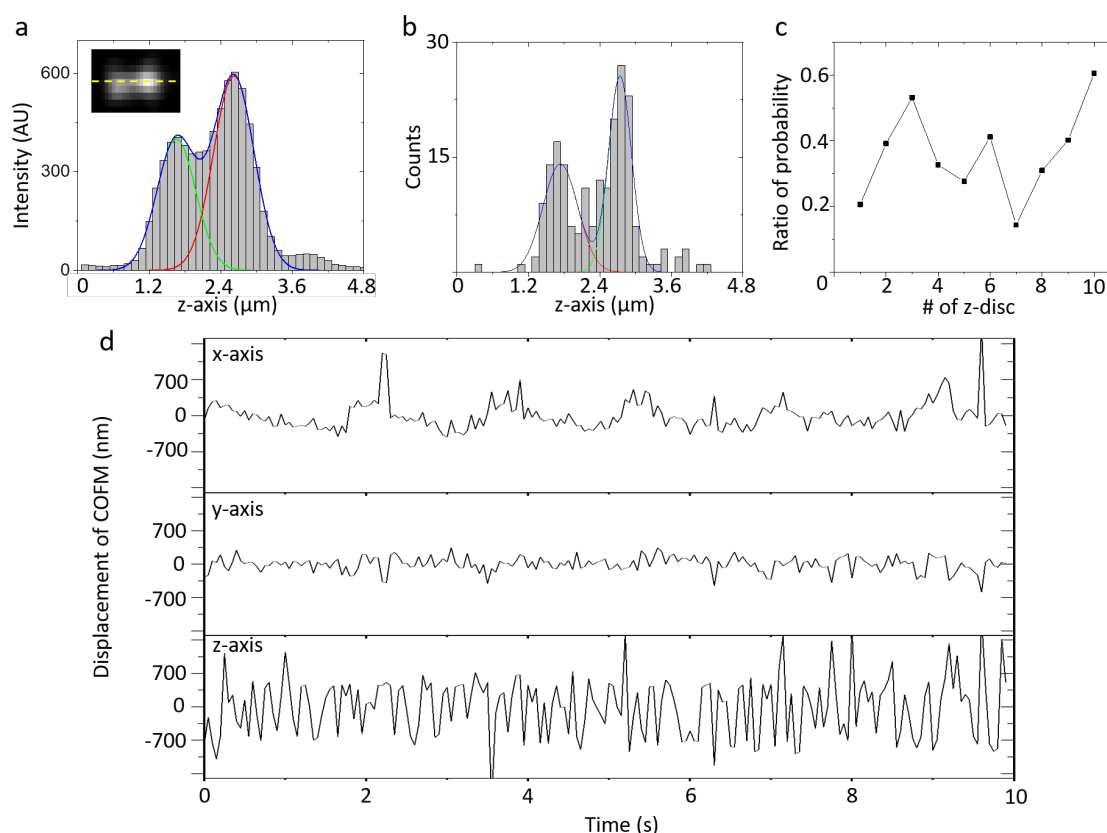 a
Intensity (AU)
600
300
0
1.2
2.4
3.6
4.8
0
z-axis (µm)
b
Counts
30
15
0
0
1.2
2.4
3.6
4.8
z-axis (µm)
c
Ratio of probability
0.6
0.4
0.2
0
2
4
6
8
10
# of z-disc
d
Displacement of COFM (nm)
x-axis
700
0
-700
y-axis
700
0
-700
z-axis
700
0
-700
0
2
4
6
8
10
Time (s)